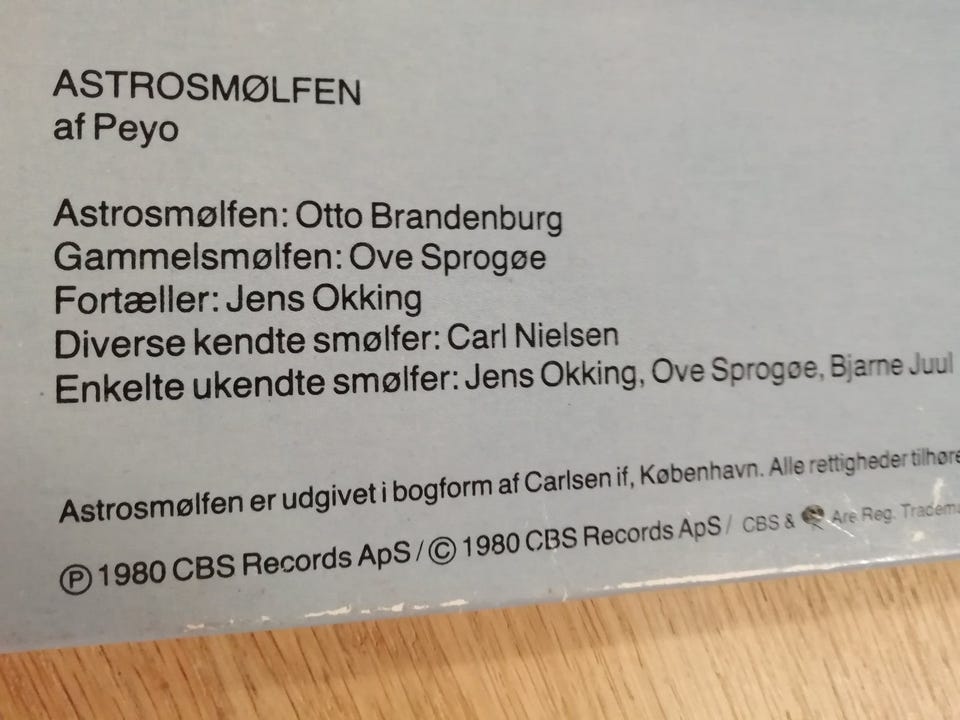 ASTROSMØLFEN
af Peyo
Astrosmølfen: Otto Brandenburg
Gammelsmølfen: Ove Sprogøe
Fortæller: Jens Okking
Diverse kendte smølfer: Carl Nielsen
Enkelte ukendte smølfer: Jens Okking, Ove Sprogøe, Bjarne Juul
Astrosmølfen er udgivet i bogform af Carlsen if, København. Alle rettigheder
℗ 1980 CBS Records ApS / © 1980 CBS Records ApS / CBS & Are Reg.